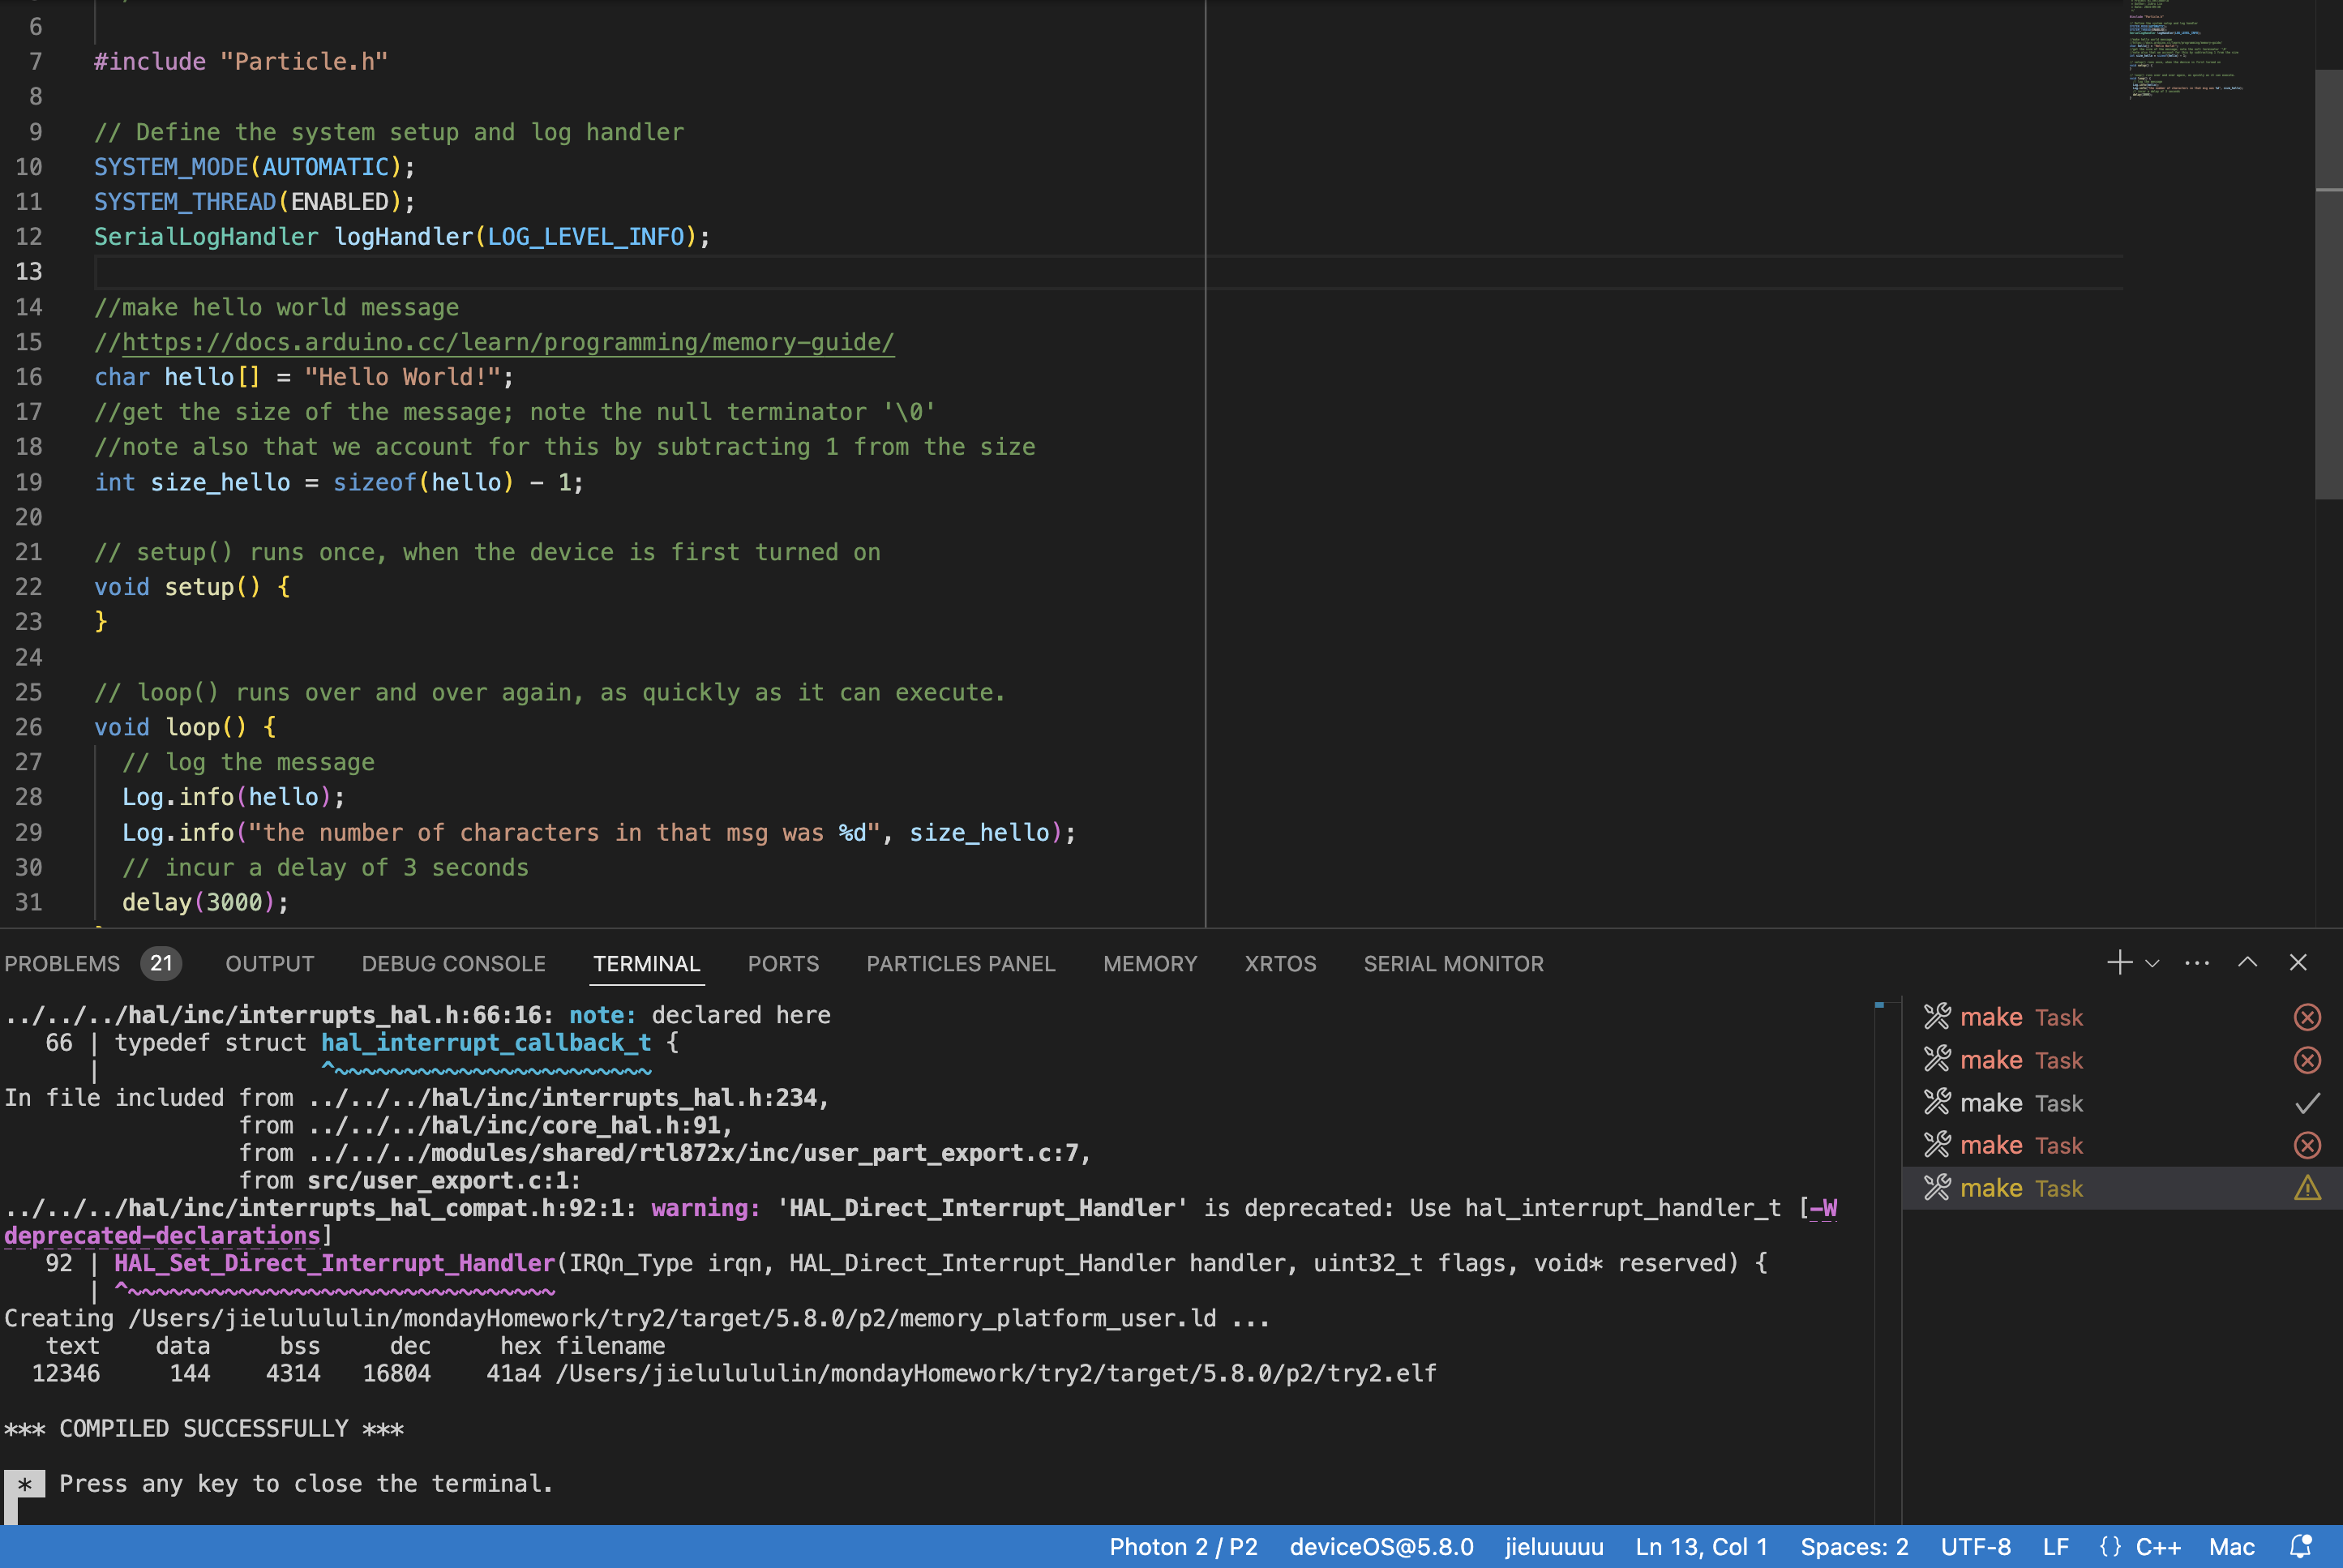 6
7 #include "Particle.h"
8
9 // Define the system setup and log handler
10 SYSTEM_MODE(AUTOMATIC);
11 SYSTEM_THREAD(ENABLED);
12 SerialLogHandler logHandler(LOG_LEVEL_INFO);
13
14 //make hello world message
15 //https://docs.arduino.cc/learn/programming/memory-guide/
16 char hello[] = "Hello World!";
17 //get the size of the message; note the null terminator '\0'
18 //note also that we account for this by subtracting 1 from the size
19 int size_hello = sizeof(hello) - 1;
20
21 // setup() runs once, when the device is first turned on
22 void setup() {
23 }
24
25 // loop() runs over and over again, as quickly as it can execute.
26 void loop() {
27 // log the message
28 Log.info(hello);
29 Log.info("the number of characters in that msg was %d", size_hello);
30 // incur a delay of 3 seconds
31 delay(3000);
PROBLEMS 21 OUTPUT DEBUG CONSOLE TERMINAL PORTS PARTICLES PANEL MEMORY XRTOS SERIAL MONITOR
../../../hal/inc/interrupts_hal.h:66:16: note: declared here
66 | typedef struct hal_interrupt_callback_t {
| ^~~~~~~~~~~~~~~~~~~~~~~~
In file included from ../../../hal/inc/interrupts_hal.h:234,
from ../../../hal/inc/core_hal.h:91,
from ../../../modules/shared/rtl872x/inc/user_part_export.c:7,
from src/user_export.c:1:
../../../hal/inc/interrupts_hal_compat.h:92:1: warning: 'HAL_Direct_Interrupt_Handler' is deprecated: Use hal_interrupt_handler_t [-W
deprecated-declarations]
92 | HAL_Set_Direct_Interrupt_Handler(IRQn_Type irqn, HAL_Direct_Interrupt_Handler handler, uint32_t flags, void* reserved) {
| ^~~~~~~~~~~~~~~~~~~~~~~~~~~~~~~~
Creating /Users/jielulululin/mondayHomework/try2/target/5.8.0/p2/memory_platform_user.ld ...
text data bss dec hex filename
12346 144 4314 16804 41a4 /Users/jielulululin/mondayHomework/try2/target/5.8.0/p2/try2.elf
*** COMPILED SUCCESSFULLY ***
* Press any key to close the terminal.
make Task
make Task
make Task
make Task
make Task
Photon 2 / P2 deviceOS@5.8.0 jieluuuuu Ln 13, Col 1 Spaces: 2 UTF-8 LF {} C++ Mac